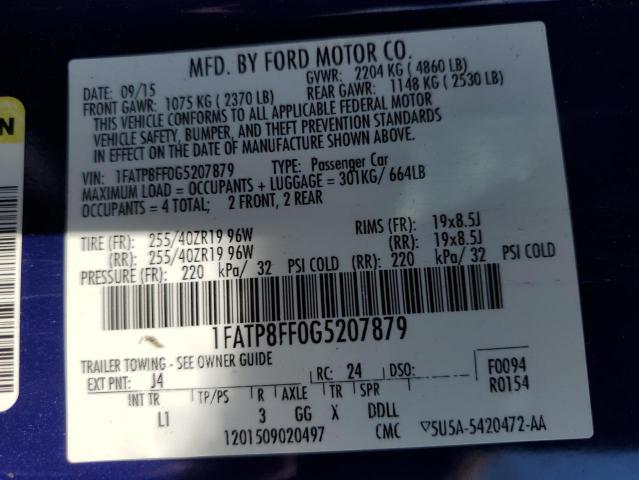 MFD. BY FORD MOTOR CO.
DATE: 09/15 GVWR: 2204 KG ( 4860 LB)
FRONT GAWR: 1075 KG ( 2370 LB) REAR GAWR: 1148 KG ( 2530 LB)
THIS VEHICLE CONFORMS TO ALL APPLICABLE FEDERAL MOTOR
VEHICLE SAFETY, BUMPER, AND THEFT PREVENTION STANDARDS
IN EFFECT ON THE DATE OF MANUFACTURE SHOWN ABOVE.
VIN: 1FATP8FF0G5207879 TYPE: Passenger Car
MAXIMUM LOAD = OCCUPANTS + LUGGAGE = 301KG/ 664LB
OCCUPANTS = 4 TOTAL; 2 FRONT, 2 REAR
TIRE (FR): 255/40ZR19 96W RIMS (FR): 19x8.5J
(RR): 255/40ZR19 96W (RR): 19x8.5J
PRESSURE (FR): 220 kPa/ 32 PSI COLD (RR): 220 kPa/ 32 PSI COLD
1FATP8FF0G5207879
TRAILER TOWING - SEE OWNER GUIDE
EXT PNT: J4 RC: 24 DSO: F0094
R0154
INT TR TP/PS R AXLE TR SPR
L1 3 GG X DDLL
1201509020497 CMC ▽5U5A-5420472-AA
N